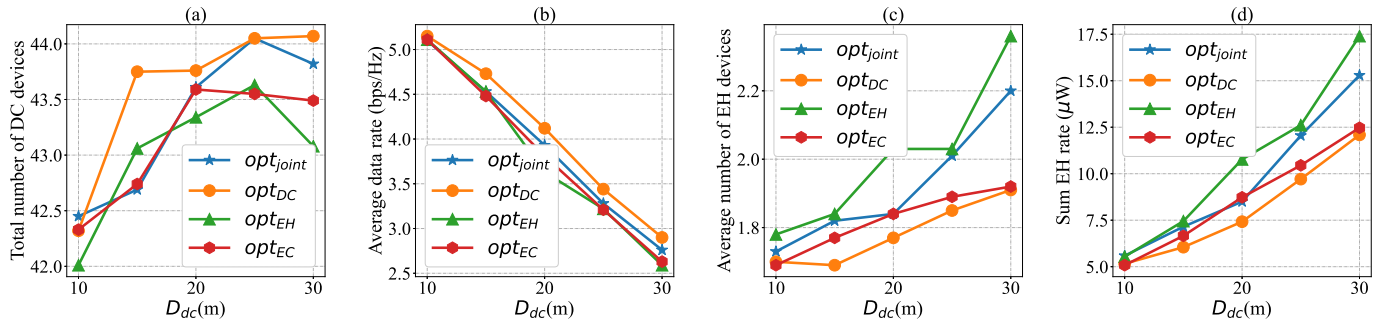 (a)
Total number of DC devices
44.0
43.5
43.0
42.5
42.0
10
20
30
D_dc(m)
opt_joint
opt_DC
opt_EH
opt_EC
(b)
Average data rate (bps/Hz)
5.0
4.5
4.0
3.5
3.0
2.5
10
20
30
D_dc(m)
opt_joint
opt_DC
opt_EH
opt_EC
(c)
Average number of EH devices
2.2
2.0
1.8
10
20
30
D_dc(m)
opt_joint
opt_DC
opt_EH
opt_EC
(d)
Sum EH rate (μW)
17.5
15.0
12.5
10.0
7.5
5.0
10
20
30
D_dc(m)
opt_joint
opt_DC
opt_EH
opt_EC